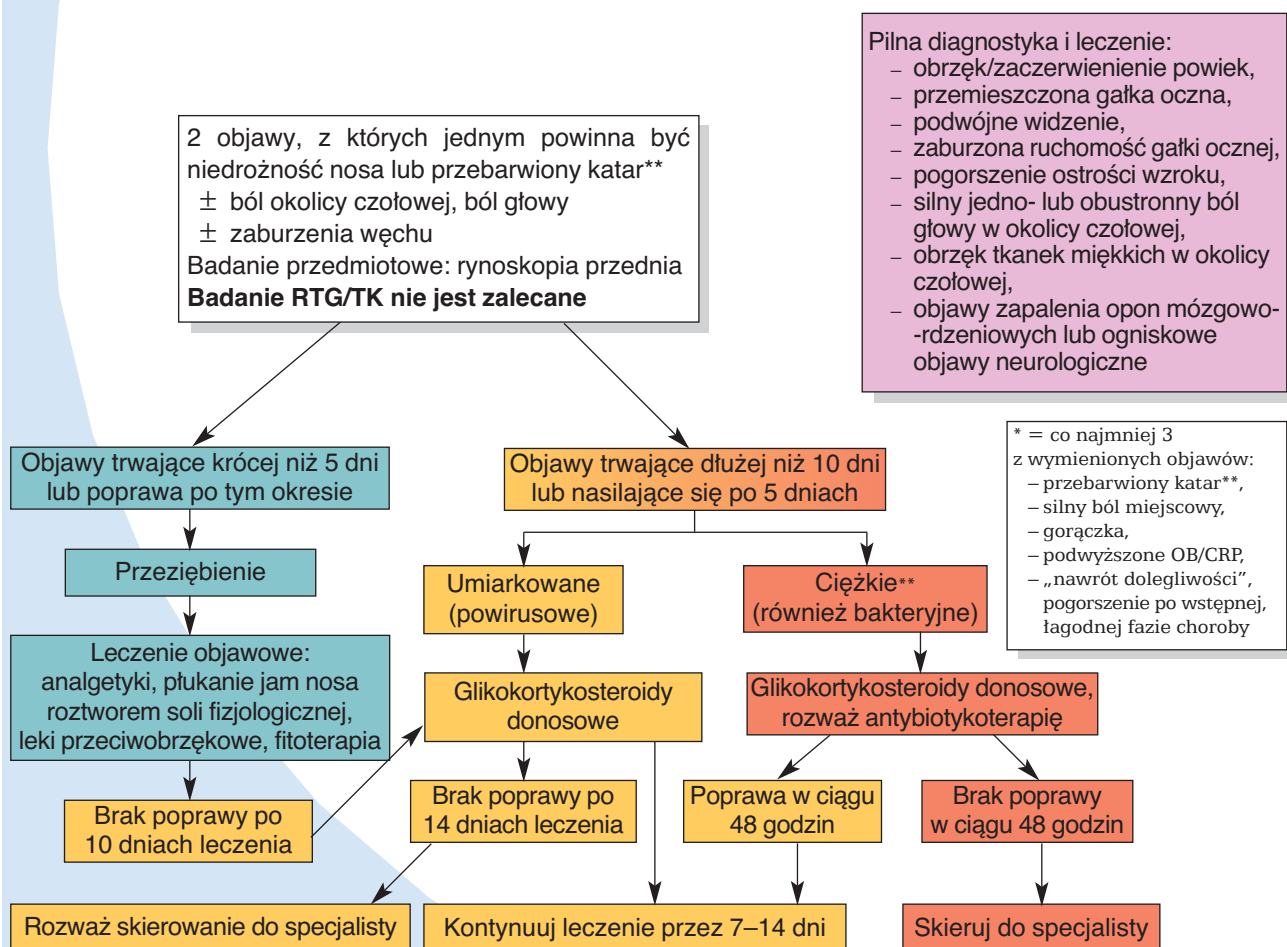 Pilna diagnostyka i leczenie:
– obrzęk/zaczerwienienie powiek,
– przemieszczona gałka oczna,
– podwójne widzenie,
– zaburzona ruchomość gałki ocznej,
– pogorszenie ostrości wzroku,
– silny jedno- lub obustronny ból
głowy w okolicy czołowej,
– obrzęk tkanek miękkich w okolicy
czołowej,
– objawy zapalenia opon mózgowo-
-rdzeniowych lub ogniskowe
objawy neurologiczne
2 objawy, z których jednym powinna być
niedrożność nosa lub przebarwiony katar**
± ból okolicy czołowej, ból głowy
± zaburzenia węchu
Badanie przedmiotowe: rynoskopia przednia
Badanie RTG/TK nie jest zalecane
* = co najmniej 3
z wymienionych objawów:
– przebarwiony katar**,
– silny ból miejscowy,
– gorączka,
– podwyższone OB/CRP,
– „nawrót dolegliwości”,
pogorszenie po wstępnej,
łagodnej fazie choroby
Objawy trwające krócej niż 5 dni
lub poprawa po tym okresie
Objawy trwające dłużej niż 10 dni
lub nasilające się po 5 dniach
Przeziębienie
Umiarkowane
(powirusowe)
Ciężkie**
(również bakteryjne)
Leczenie objawowe:
analgetyki, płukanie jam nosa
roztworem soli fizjologicznej,
leki przeciwobrzękowe, fitoterapia
Glikokortykosteroidy
donosowe
Glikokortykosteroidy donosowe,
rozważ antybiotykoterapię
Brak poprawy po
10 dniach leczenia
Brak poprawy po
14 dniach leczenia
Poprawa w ciągu
48 godzin
Brak poprawy
w ciągu 48 godzin
Rozważ skierowanie do specjalisty
Kontynuuj leczenie przez 7–14 dni
Skieruj do specjalisty